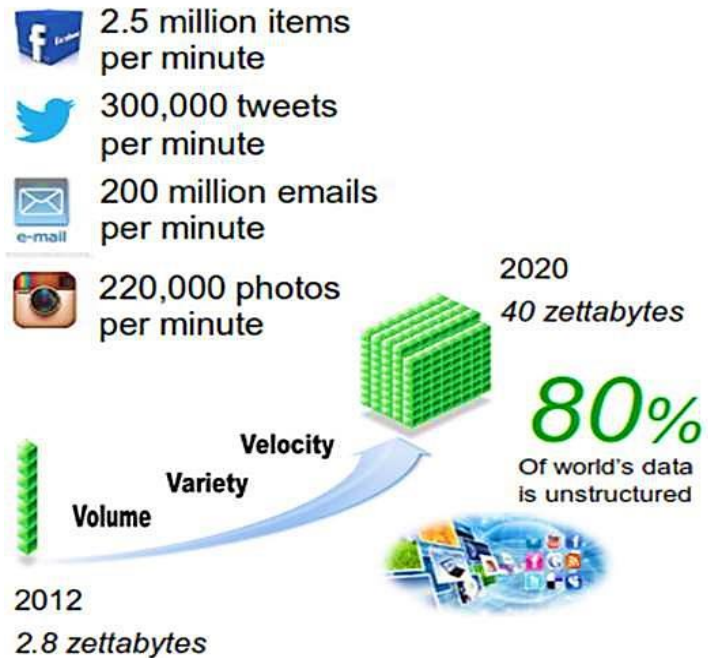 2.5 million items
per minute
300,000 tweets
per minute
200 million emails
per minute
e-mail
220,000 photos
per minute
2020
40 zettabytes
80%
Of world's data
is unstructured
Velocity
Variety
Volume
2012
2.8 zettabytes